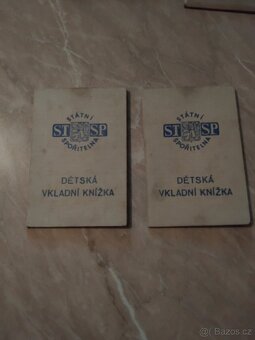 STÁTNÍ
ST SP
SPOŘITELNA
DĚTSKÁ
VKLADNÍ KNÍŽKA
STÁTNÍ
ST SP
SPOŘITELNA
DĚTSKÁ
VKLADNÍ KNÍŽKA
© Bazos.cz